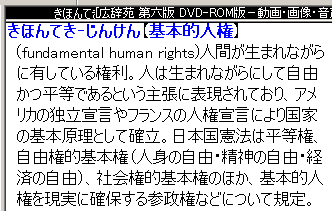 きほんてき広辞苑 第六版 DVD-ROM版－動画・画像・音
きほんてき‐じんけん【基本的人権】
(fundamental human rights)人間が生まれながら
に有している権利。人は生まれながらにして自由
かつ平等であるという主張に表現されており、アメ
リカの独立宣言やフランスの人権宣言により国家
の基本原理として確立。日本国憲法は平等権、
自由権的基本権（人身の自由・精神の自由・経
済の自由）、社会権的基本権のほか、基本的人
権を現実に確保する参政権などについて規定。